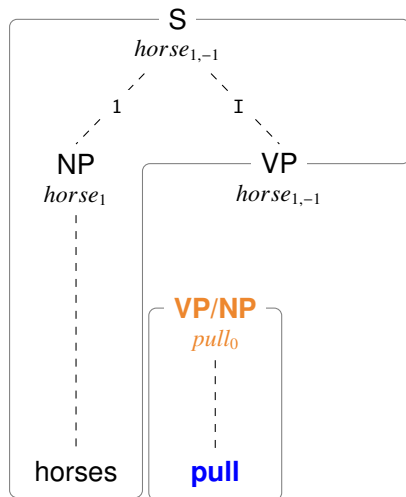 S
horse1,−1
1 I
NP VP
horse1 horse1,−1
VP/NP
pull0
horses pull